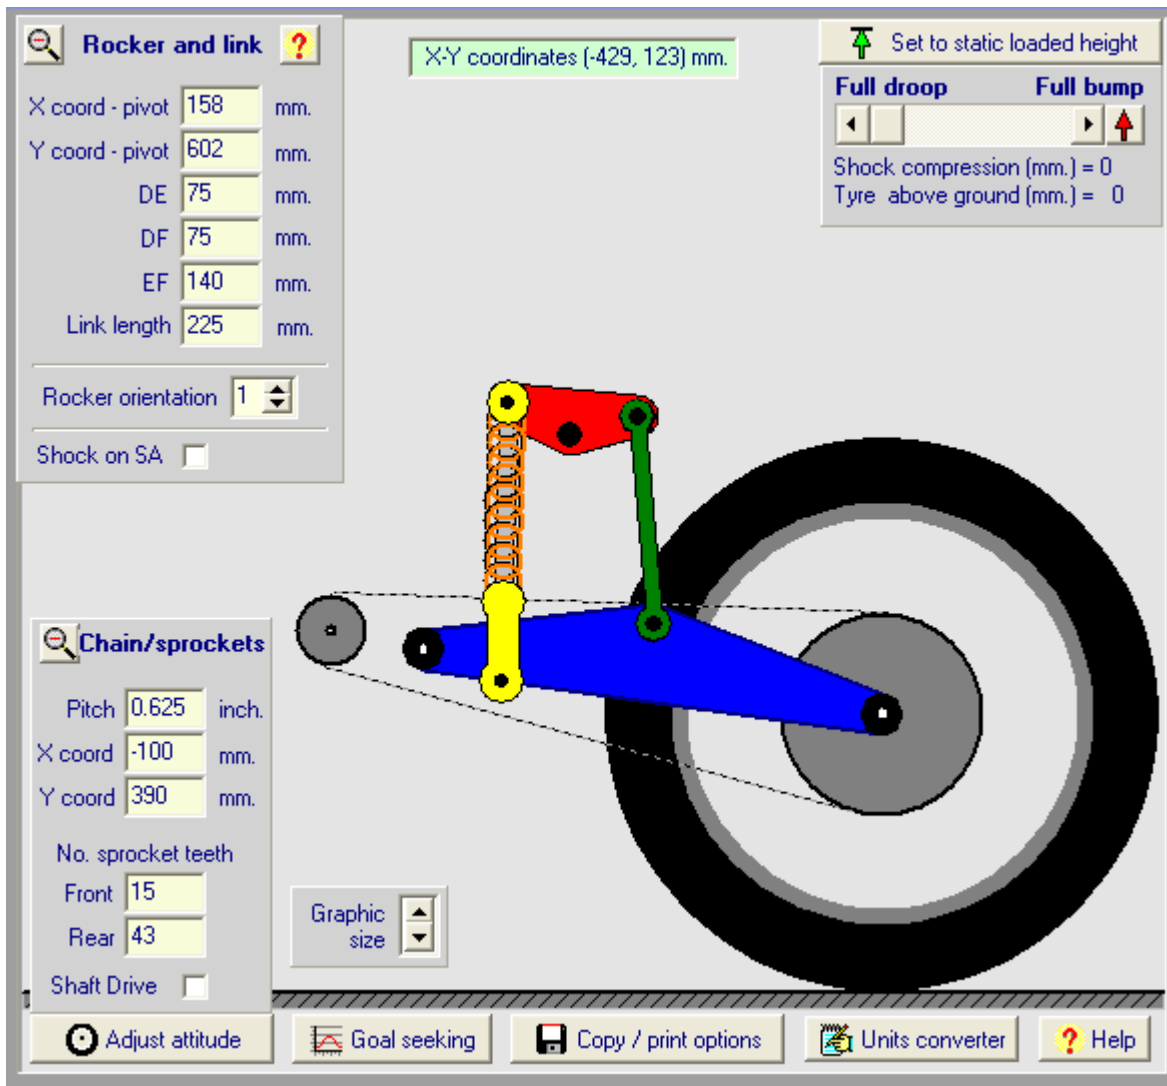 Rocker and link ?
X coord - pivot 158 mm.
Y coord - pivot 602 mm.
DE 75 mm.
DF 75 mm.
EF 140 mm.
Link length 225 mm.
Rocker orientation 1
Shock on SA
X-Y coordinates (-429, 123) mm.
Set to static loaded height
Full droop Full bump
Shock compression (mm.) = 0
Tyre above ground (mm.) = 0
Chain/sprockets
Pitch 0.625 inch.
X coord -100 mm.
Y coord 390 mm.
No. sprocket teeth
Front 15
Rear 43
Shaft Drive
Graphic
size
Adjust attitude
Goal seeking
Copy / print options
Units converter
? Help